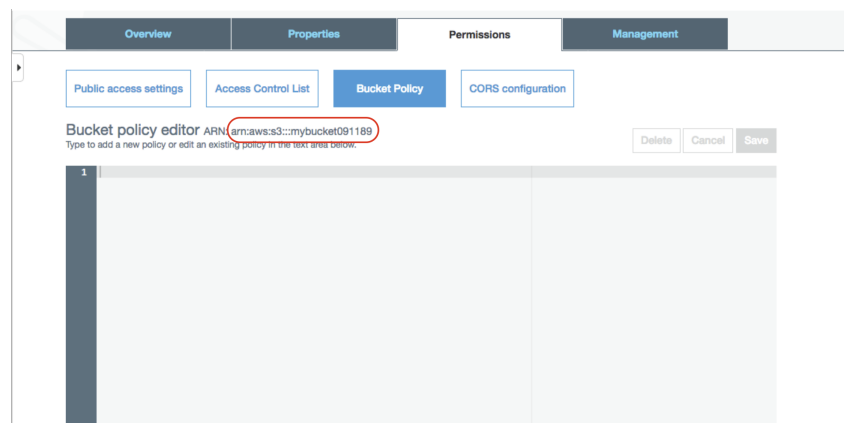 Overview Properties Permissions Management
Public access settings Access Control List Bucket Policy CORS configuration
Bucket policy editor ARN: arn:aws:s3:::mybucket091189
Type to add a new policy or edit an existing policy in the text area below.
Delete Cancel Save
1